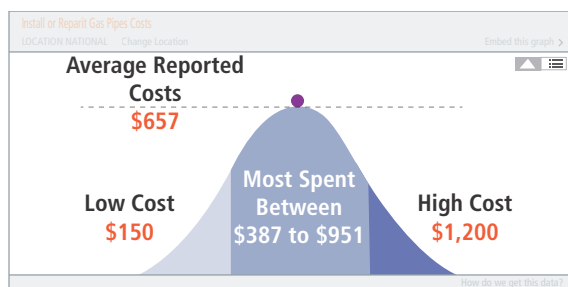 Install or Reparit Gas Pipes Costs
LOCATION NATIONAL Change Location
Embed this graph >
Average Reported
Costs
$657
Most Spent
Between
$387 to $951
Low Cost
$150
High Cost
$1,200
How do we get this data?